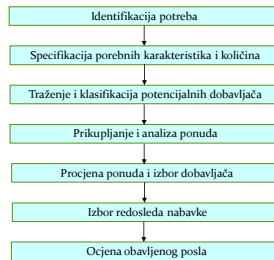 Identifikacija potreba
Specifikacija porebnih karakteristika i količina
Traženje i klasifikacija potencijalnih dobavljača
Prikupljanje i analiza ponuda
Procjena ponuda i izbor dobavljača
Izbor redosleda nabavke
Ocjena obavljenog posla